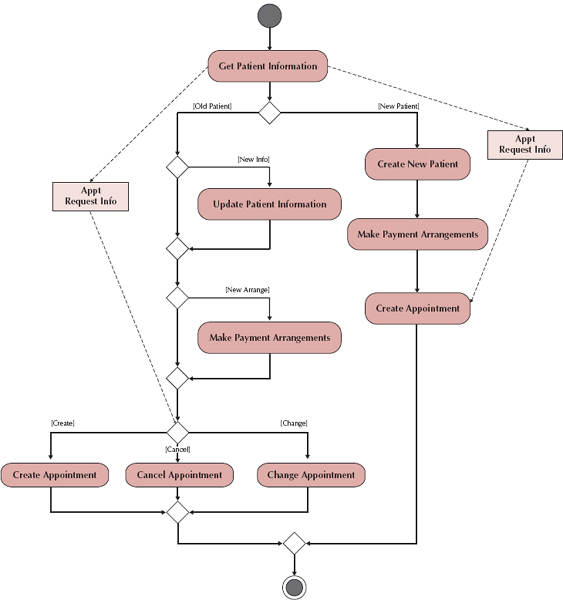 Get Patient Information
[Old Patient]
[New Patient]
Appt
Request Info
[New Info]
Create New Patient
Appt
Request Info
Update Patient Information
Make Payment Arrangements
[New Arrange]
Create Appointment
Make Payment Arrangements
[Create]
[Change]
[Cancel]
Create Appointment
Cancel Appointment
Change Appointment